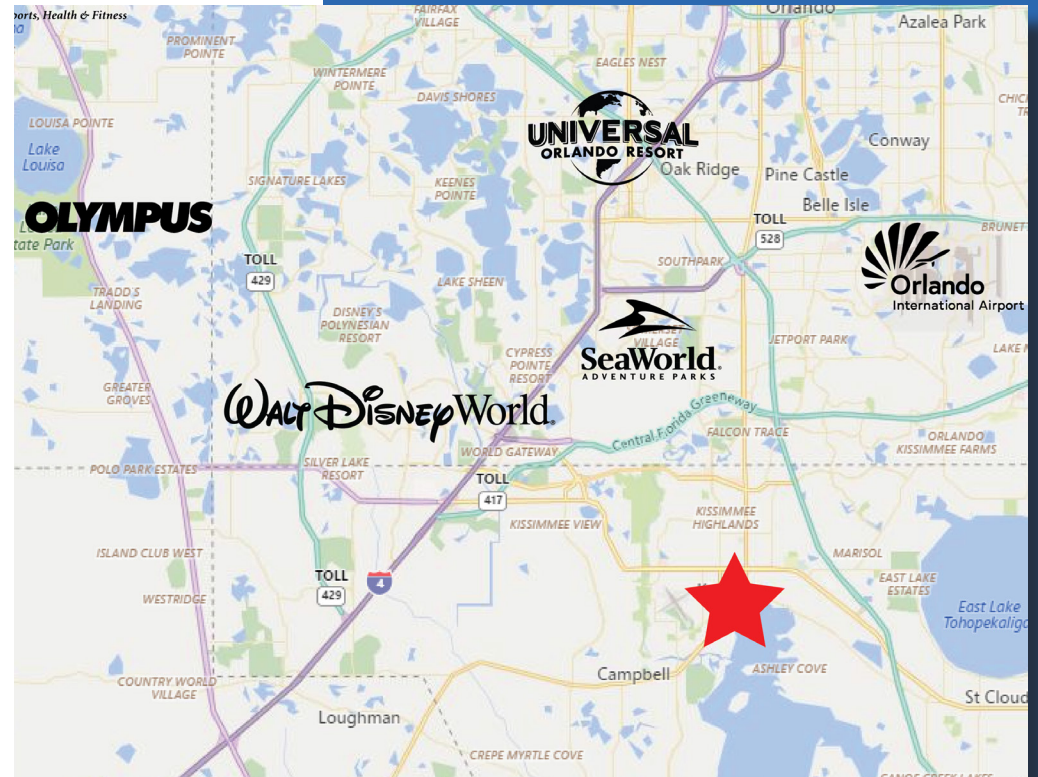 ports, Health & Fitness
FAIRFAX
VILLAGE
Orlando
Azalea Park
PROMINENT
POINTE
WINTERMERE
POINTE
EAGLES NEST
DAVIS SHORES
LOUISA POINTE
Lake
Louisa
UNIVERSAL
ORLANDO RESORT
Conway
Oak Ridge
Pine Castle
SIGNATURE LAKES
KEENES
POINTE
Belle Isle
OLYMPUS
tate Park
TOLL
528
BRUNET
TOLL
429
SOUTHPARK
Orlando
International Airport
LAKE SHEEN
TRADD S
LANDING
DISNEY'S
POLYNESIAN
RESORT
VILLAGE
JETPORT PARK
CYPRESS
POINTE
RESORT
SeaWorld
ADVENTURE PARKS
GREATER
GROVES
WALT DISNEY World
Central Florida Greeneway
FALCON TRACE
ORLANDO
KISSIMMEE FARMS
WORLD GATEWAY
POLO PARK ESTATES
SILVER LAKE
RESORT
TOLL
417
KISSIMMEE VIEW
KISSIMMEE
HIGHLANDS
ISLAND CLUB WEST
MARISOL
TOLL
429
4
EAST LAKE
ESTATES
WESTRIDGE
East Lake
Tohopekaliga
Campbell
ASHLEY COVE
COUNTRY WORLD
VILLAGE
St Cloud
Loughman
CREPE MYRTLE COVE